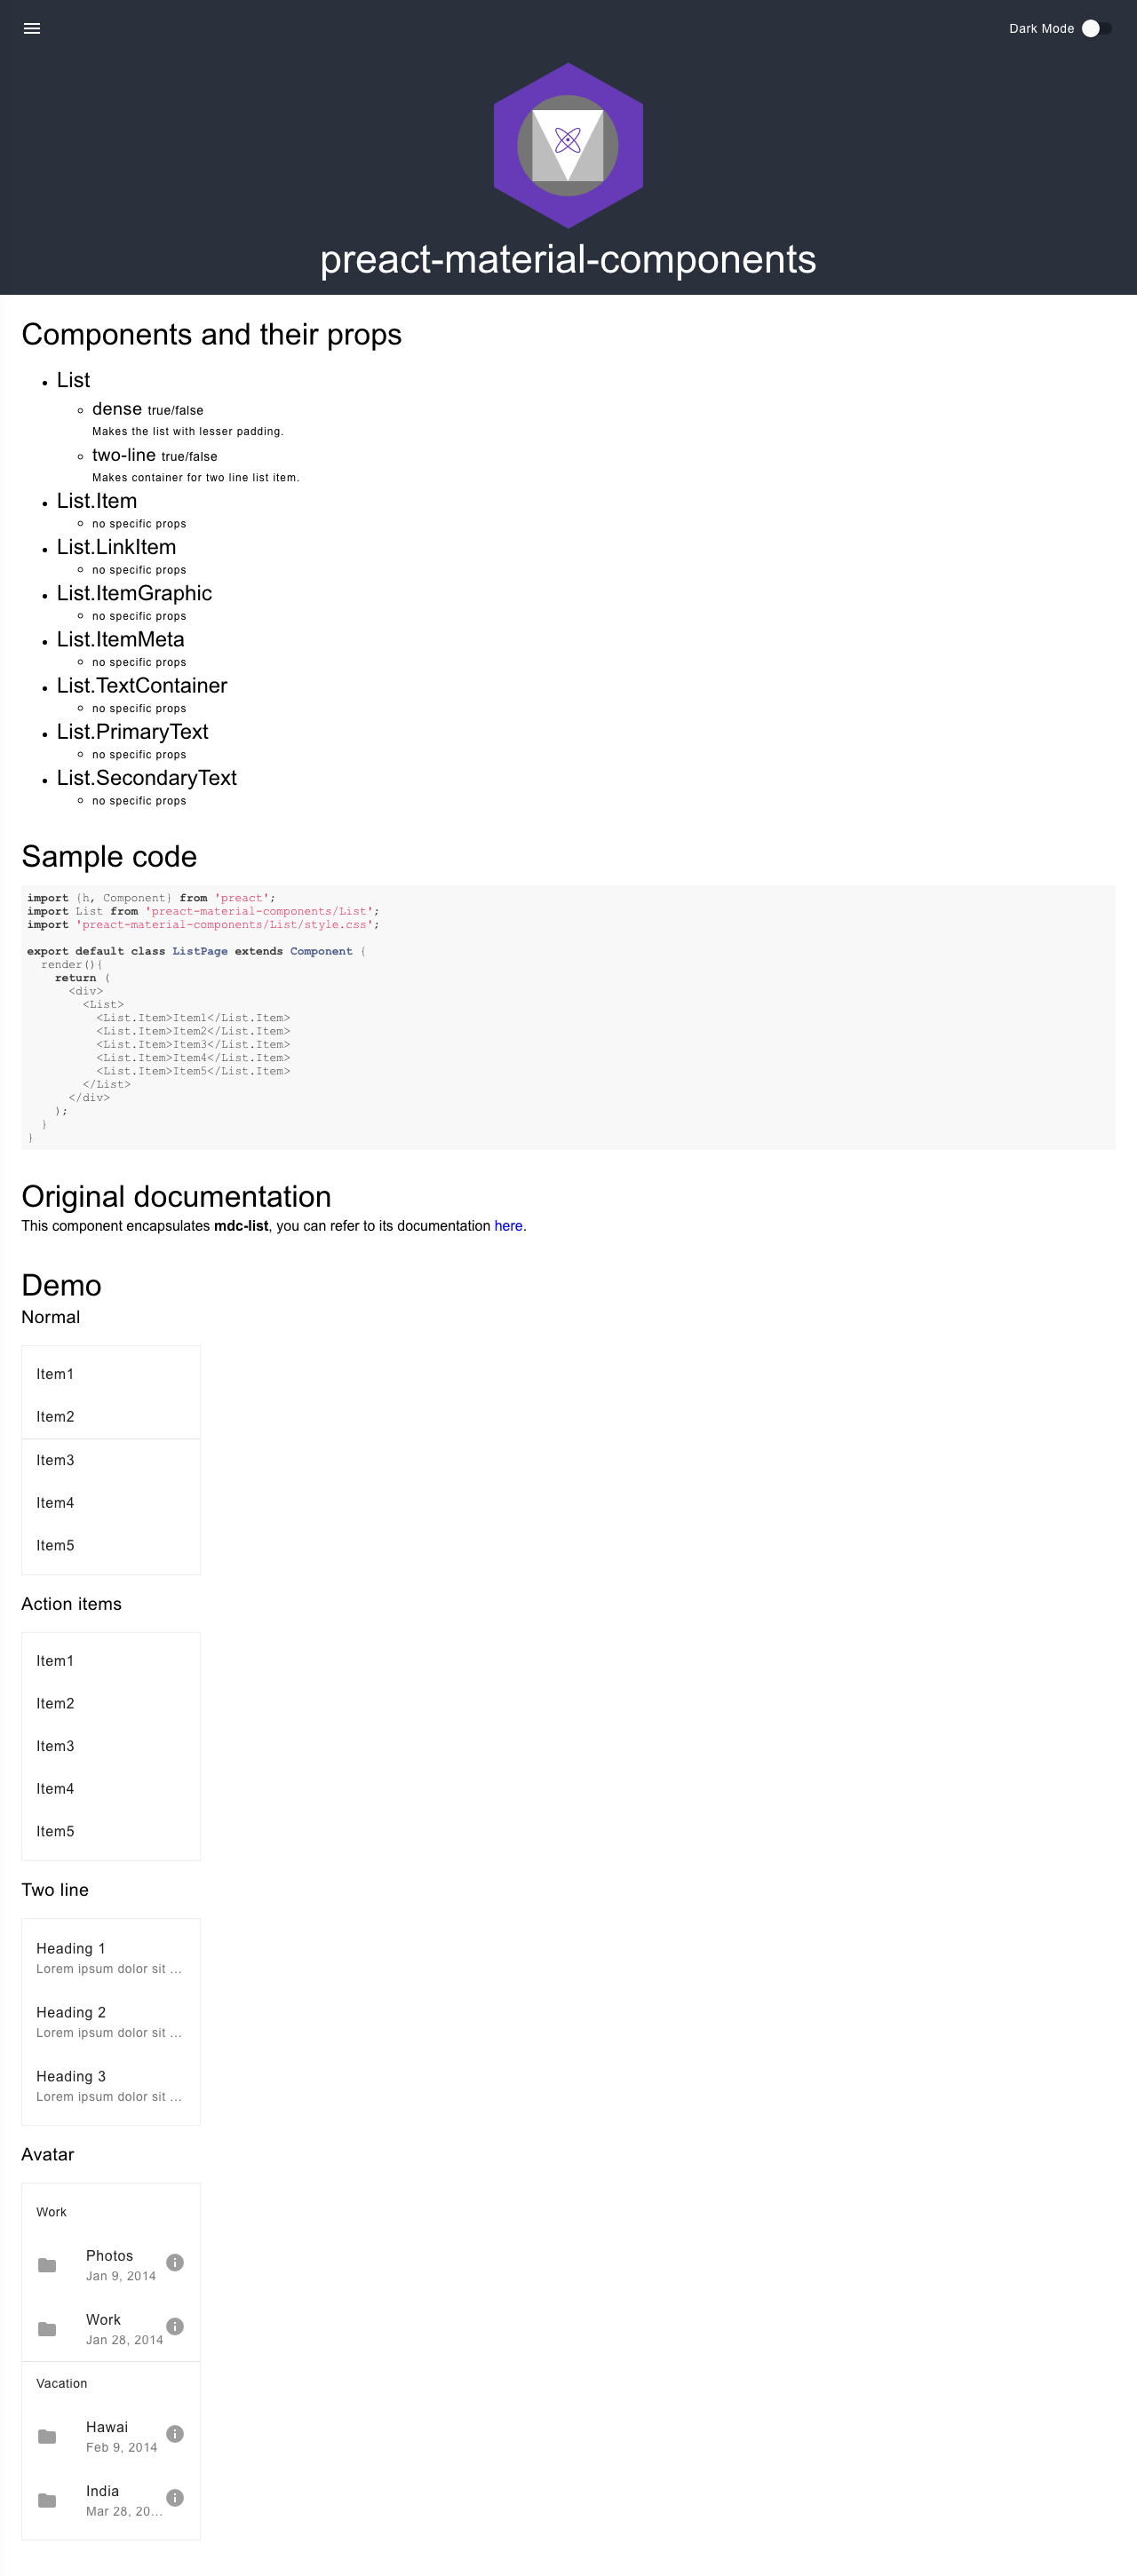 Dark Mode
preact-material-components
Components and their props
List
dense true/false
Makes the list with lesser padding.
two-line true/false
Makes container for two line list item.
List.Item
no specific props
List.LinkItem
no specific props
List.ItemGraphic
no specific props
List.ItemMeta
no specific props
List.TextContainer
no specific props
List.PrimaryText
no specific props
List.SecondaryText
no specific props
Sample code
import {h, Component} from 'preact';
import List from 'preact-material-components/List';
import 'preact-material-components/List/style.css';
export default class ListPage extends Component {
render(){
return (
<div>
<List>
<List.Item>Item1</List.Item>
<List.Item>Item2</List.Item>
<List.Item>Item3</List.Item>
<List.Item>Item4</List.Item>
<List.Item>Item5</List.Item>
</List>
</div>
);
}
}
Original documentation
This component encapsulates mdc-list, you can refer to its documentation here.
Demo
Normal
Item1
Item2
Item3
Item4
Item5
Action items
Item1
Item2
Item3
Item4
Item5
Two line
Heading 1
Lorem ipsum dolor sit ...
Heading 2
Lorem ipsum dolor sit ...
Heading 3
Lorem ipsum dolor sit ...
Avatar
Work
Photos
Jan 9, 2014
Work
Jan 28, 2014
Vacation
Hawai
Feb 9, 2014
India
Mar 28, 20...